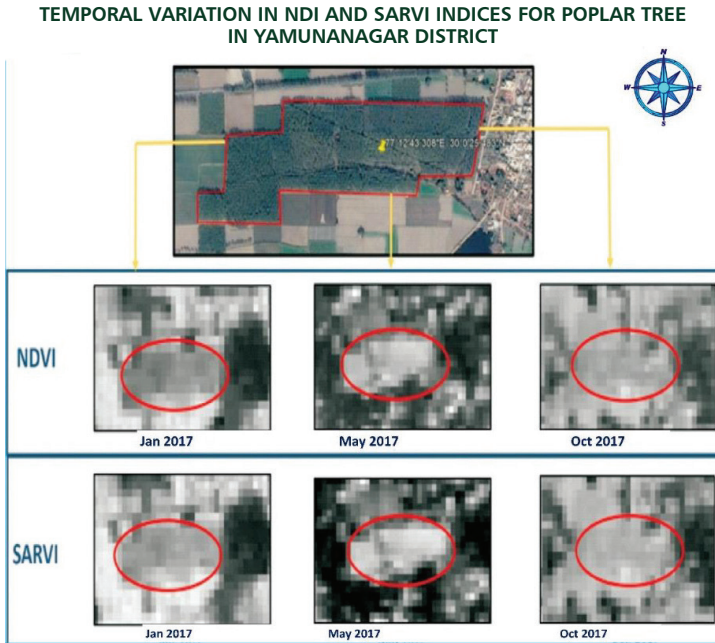 TEMPORAL VARIATION IN NDI AND SARVI INDICES FOR POPLAR TREE
IN YAMUNANAGAR DISTRICT
N
W E
S
NDVI
Jan 2017 May 2017 Oct 2017
SARVI
Jan 2017 May 2017 Oct 2017